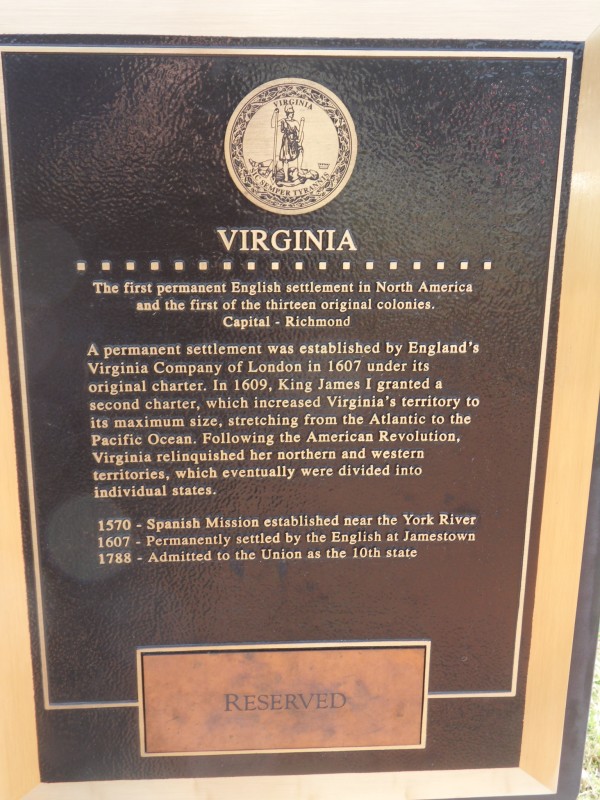 VIRGINIA
SIC SEMPER TYRANNIS
VIRGINIA
The first permanent English settlement in North America
and the first of the thirteen original colonies.
Capital - Richmond
A permanent settlement was established by England's
Virginia Company of London in 1607 under its
original charter. In 1609, King James I granted a
second charter, which increased Virginia's territory to
its maximum size, stretching from the Atlantic to the
Pacific Ocean. Following the American Revolution,
Virginia relinquished her northern and western
territories, which eventually were divided into
individual states.
1570 - Spanish Mission established near the York River
1607 - Permanently settled by the English at Jamestown
1788 - Admitted to the Union as the 10th state
RESERVED